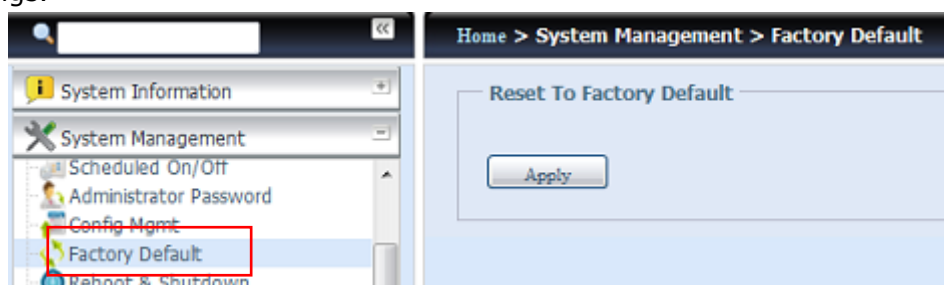 Home > System Management > Factory Default
System Information
System Management
Scheduled On/Off
Administrator Password
Config Mgmt
Factory Default
Reboot & Shutdown
Reset To Factory Default
Apply